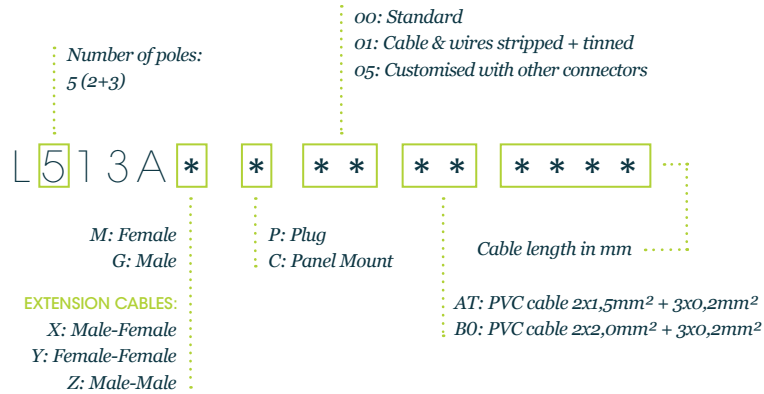 00: Standard
01: Cable & wires stripped + tinned
05: Customised with other connectors
Number of poles:
5 (2+3)
L513A* * ** ** ****
M: Female
G: Male
P: Plug
C: Panel Mount
Cable length in mm
EXTENSION CABLES:
X: Male-Female
Y: Female-Female
Z: Male-Male
AT: PVC cable 2x1,5mm² + 3x0,2mm²
B0: PVC cable 2x2,0mm² + 3x0,2mm²